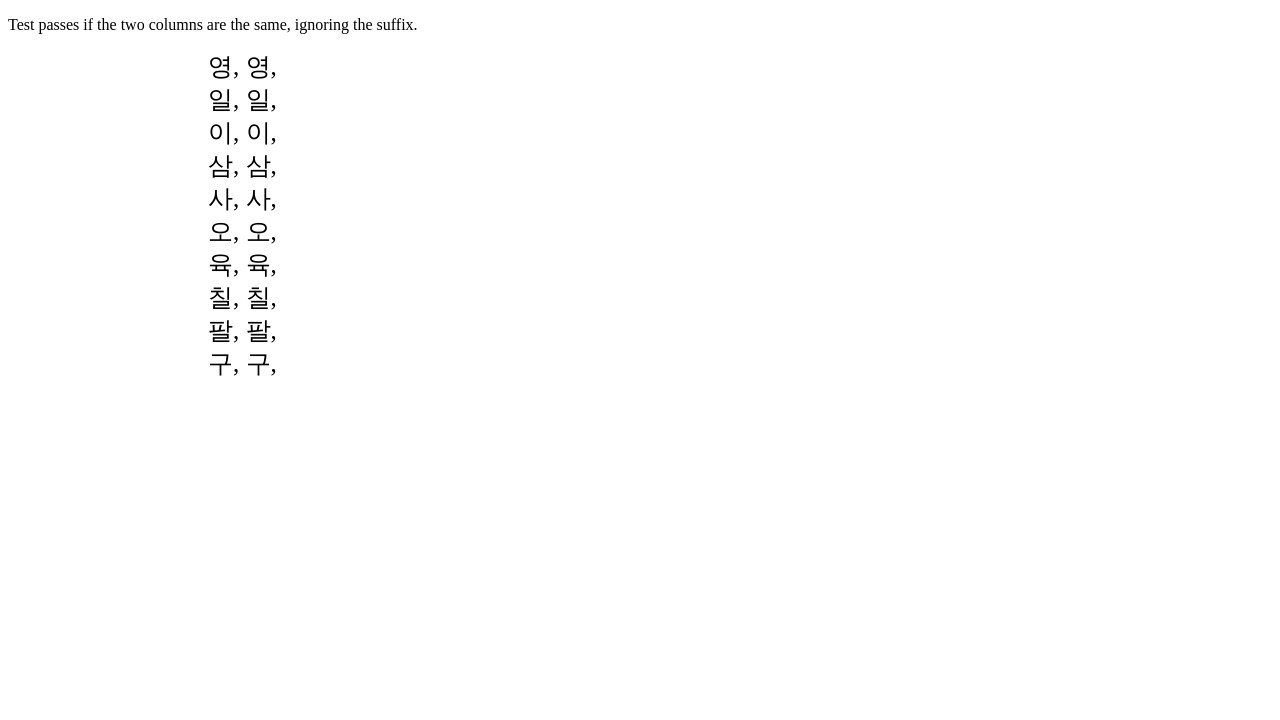 Test passes if the two columns are the same, ignoring the suffix.
영, 영,
일, 일,
이, 이,
삼, 삼,
사, 사,
오, 오,
육, 육,
칠, 칠,
팔, 팔,
구, 구,